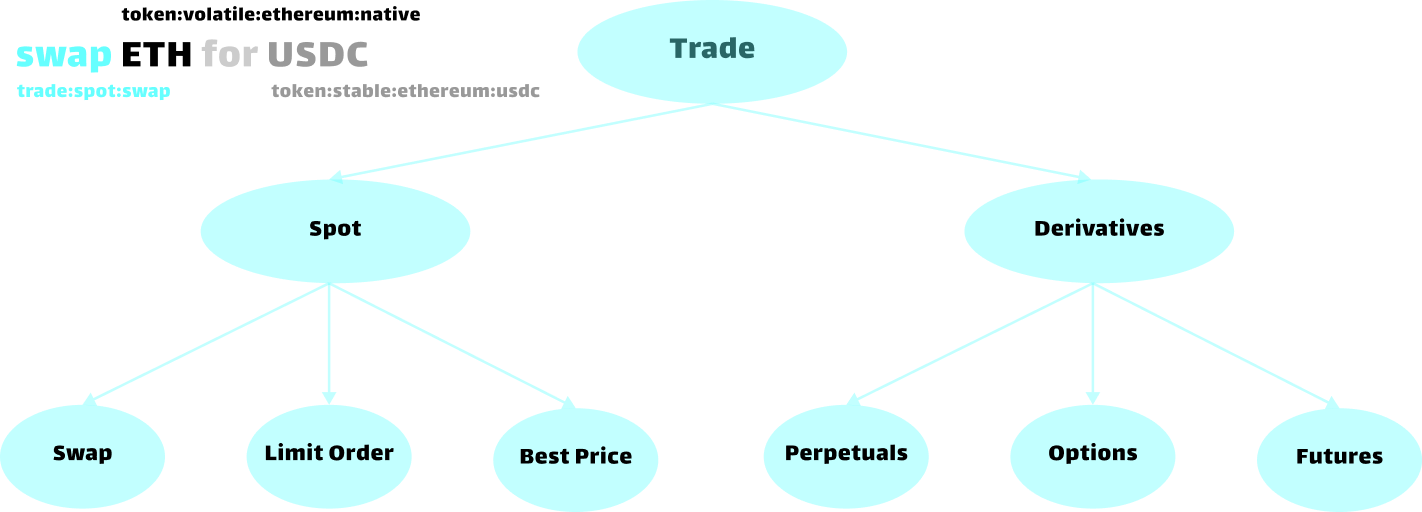 token:volatile:ethereum:native
swap ETH for USDC
trade:spot:swap token:stable:ethereum:usdc
Trade
Spot
Derivatives
Swap
Limit Order
Best Price
Perpetuals
Options
Futures